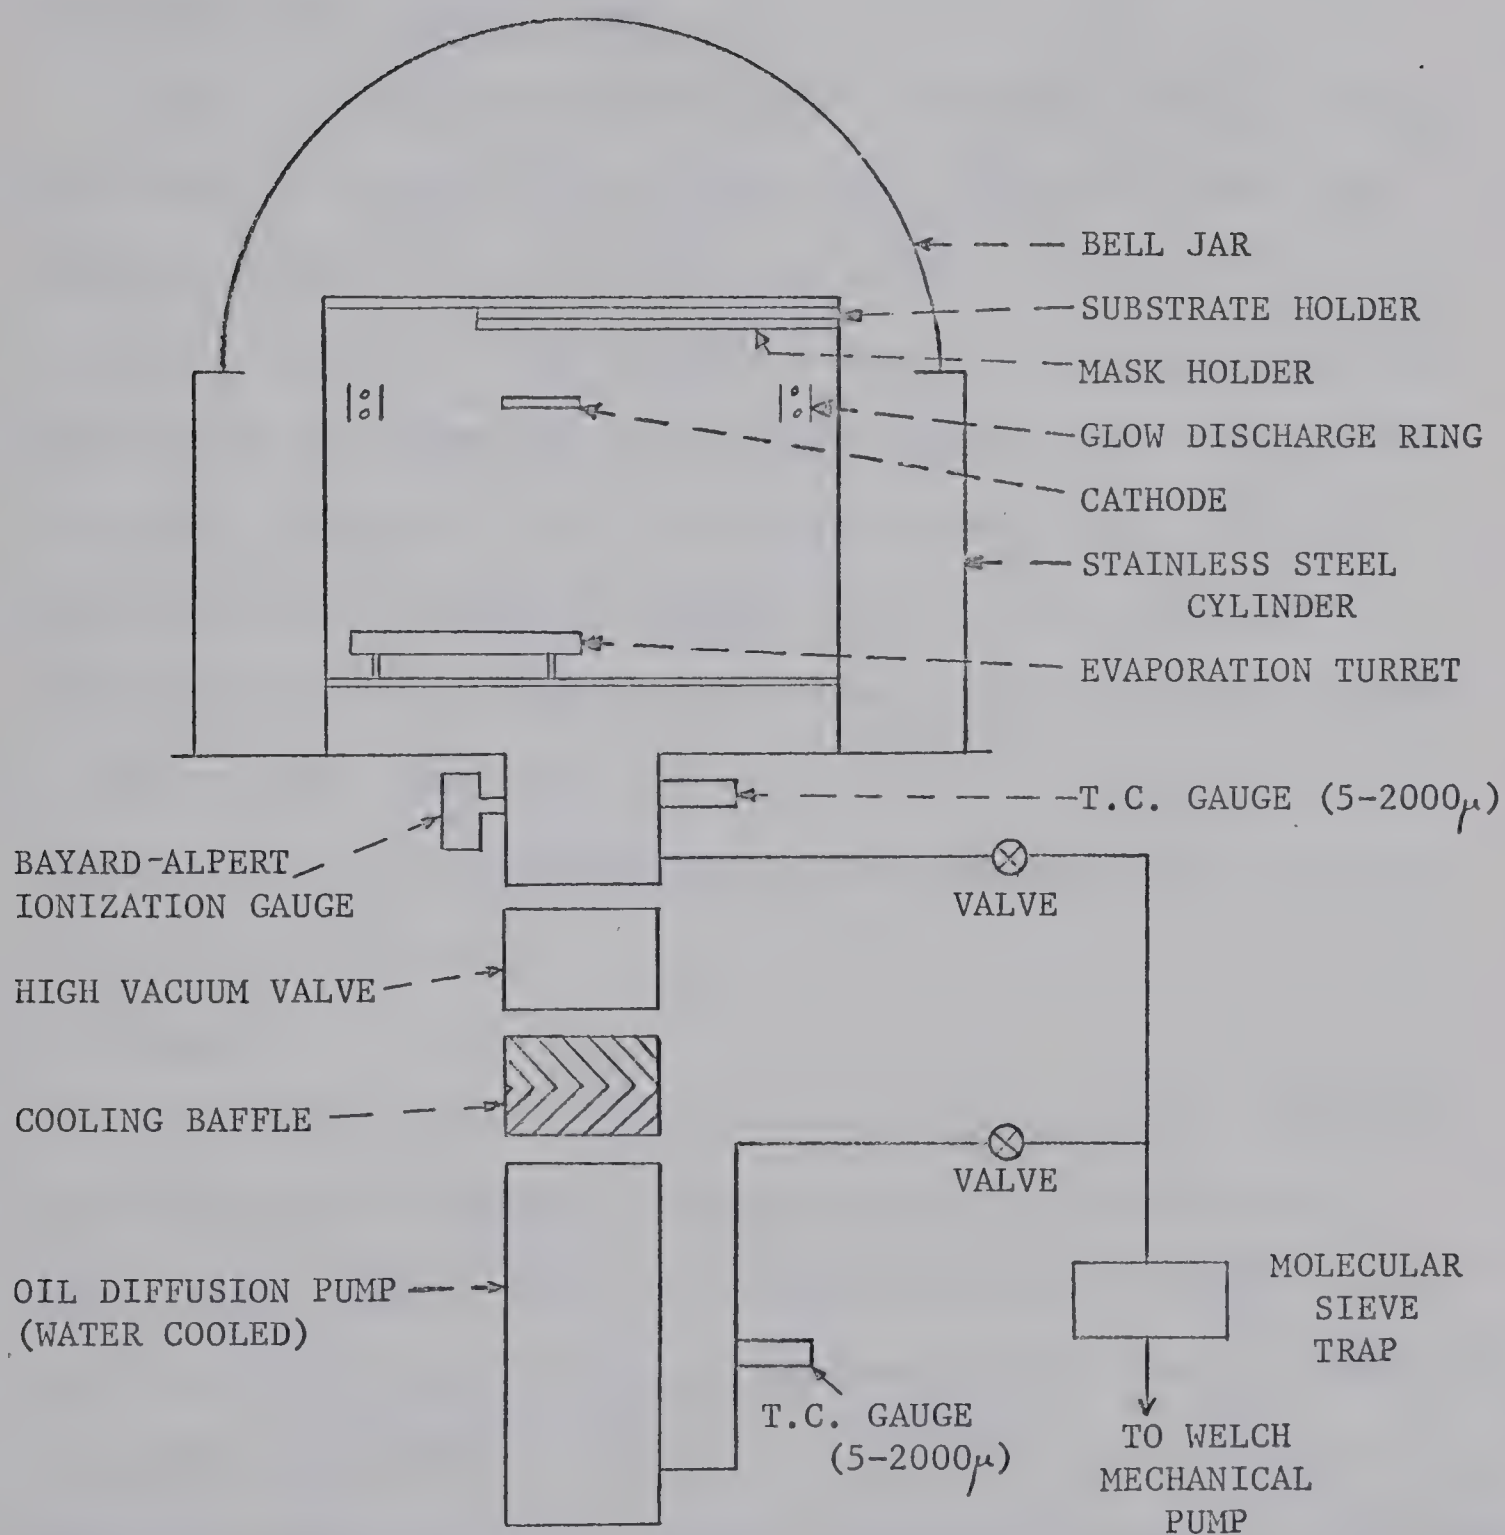 BELL JAR
SUBSTRATE HOLDER
MASK HOLDER
GLOW DISCHARGE RING
CATHODE
STAINLESS STEEL
CYLINDER
EVAPORATION TURRET
T.C. GAUGE (5-2000μ)
BAYARD-ALPERT
IONIZATION GAUGE
VALVE
HIGH VACUUM VALVE
COOLING BAFFLE
VALVE
OIL DIFFUSION PUMP
(WATER COOLED)
MOLECULAR
SIEVE
TRAP
T.C. GAUGE
(5-2000μ)
TO WELCH
MECHANICAL
PUMP